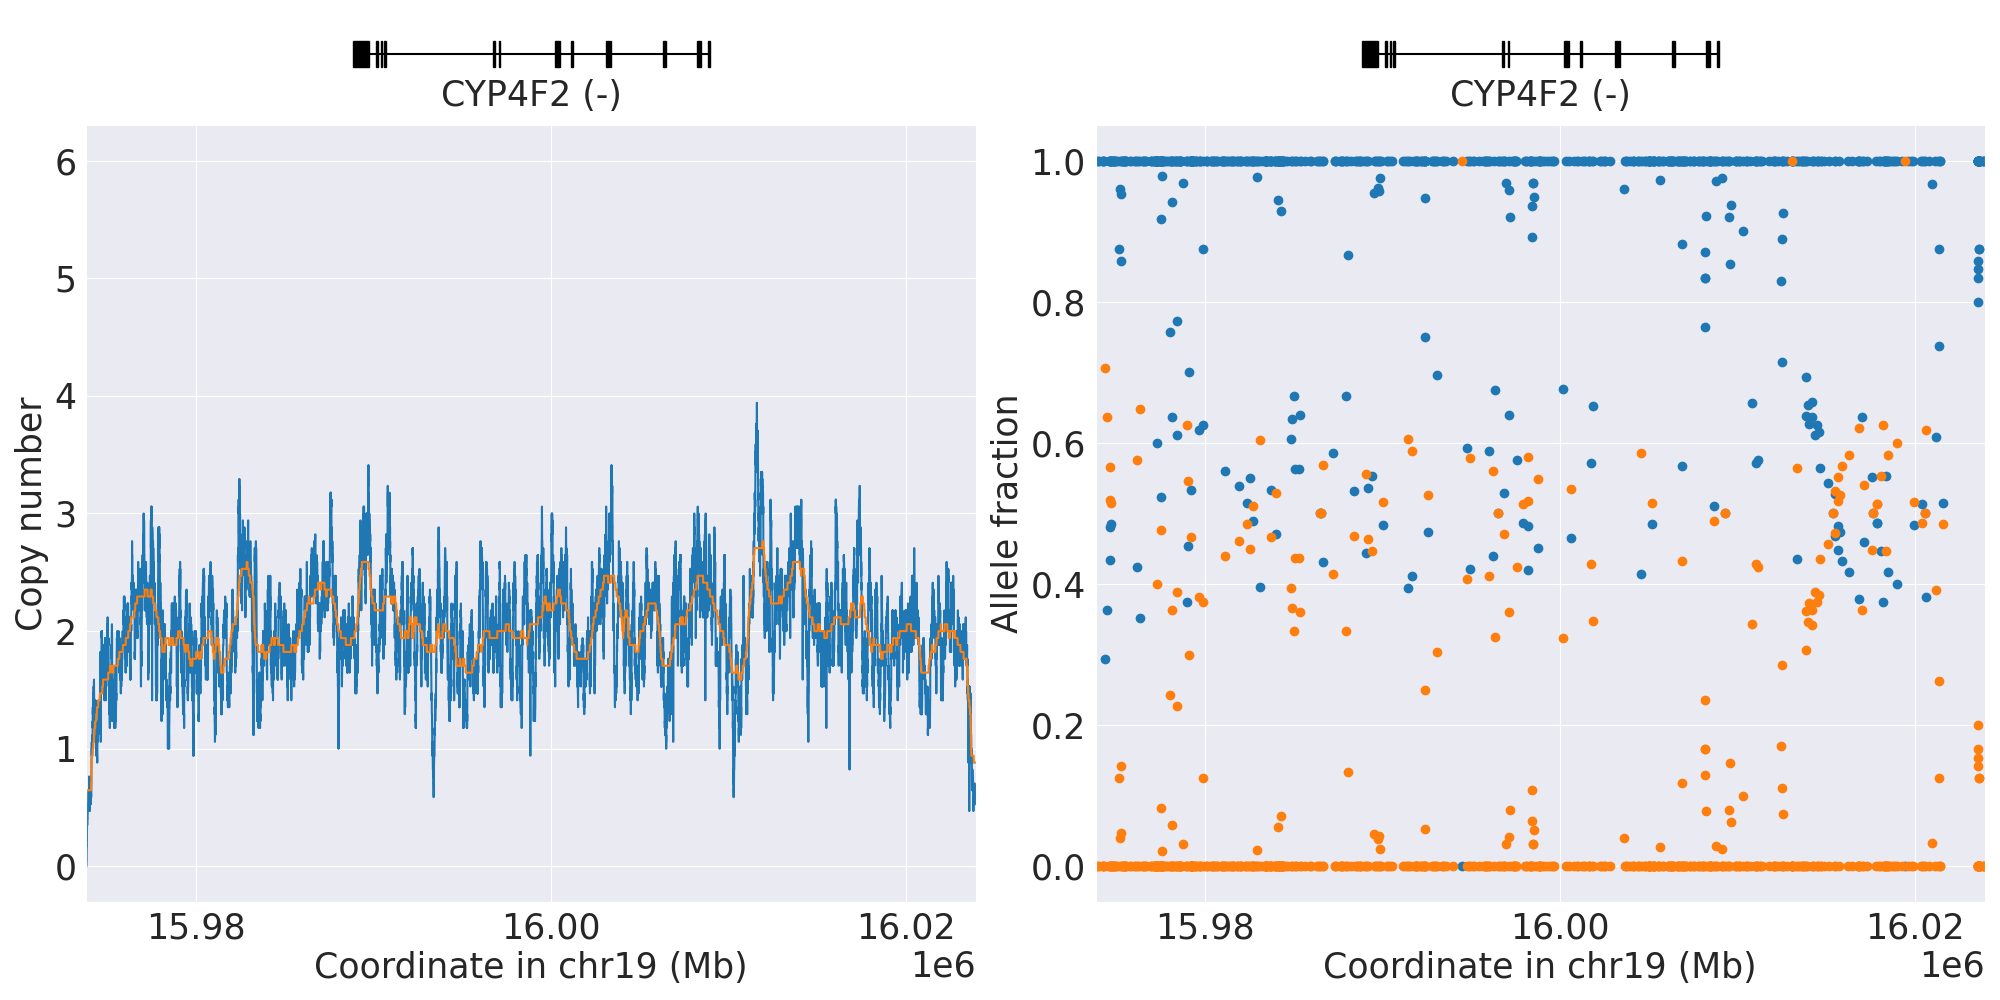 CYP4F2 (-)
6
5
4
3
2
1
0
Copy number
15.98
16.00
16.02
Coordinate in chr19 (Mb)
1e6
CYP4F2 (-)
1.0
0.8
0.6
0.4
0.2
0.0
Allele fraction
15.98
16.00
16.02
Coordinate in chr19 (Mb)
1e6